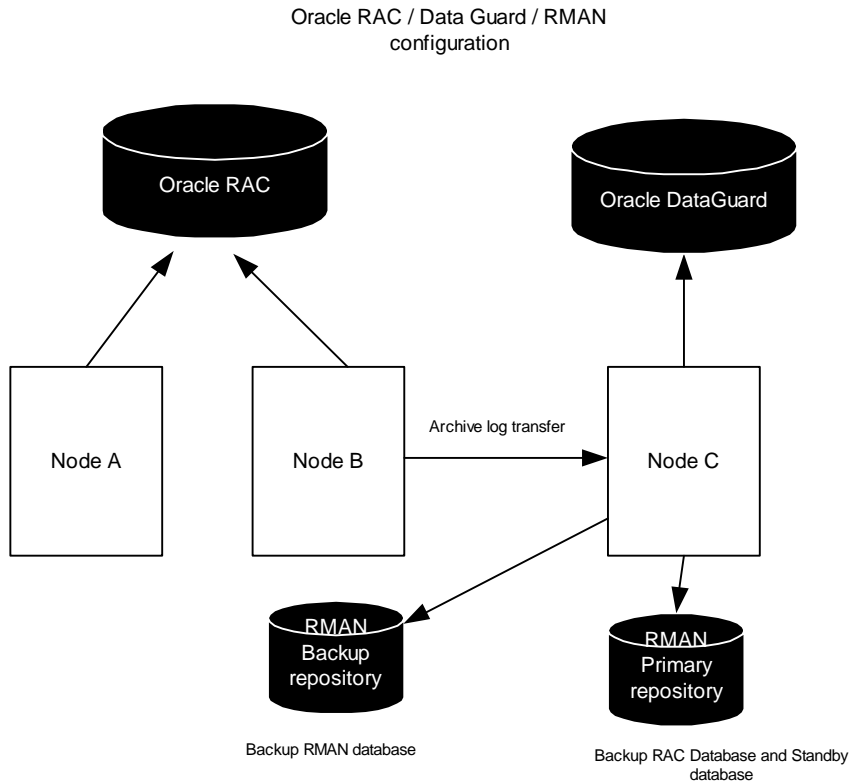 Oracle RAC / Data Guard / RMAN
configuration
Oracle RAC
Oracle DataGuard
Node A
Node B
Archive log transfer
Node C
RMAN
Backup
repository
RMAN
Primary
repository
Backup RMAN database
Backup RAC Database and Standby
database